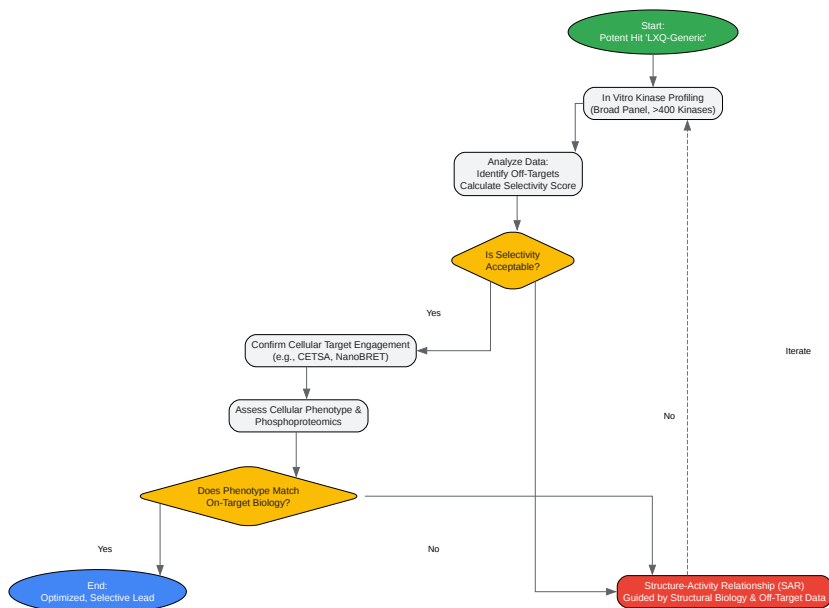 Start:
Potent Hit 'LXQ-Generic'
In Vitro Kinase Profiling
(Broad Panel, >400 Kinases)
Analyze Data:
Identify Off-Targets
Calculate Selectivity Score
Is Selectivity
Acceptable?
Yes
Confirm Cellular Target Engagement
(e.g., CETSA, NanoBRET)
Iterate
Assess Cellular Phenotype &
Phosphoproteomics
No
Does Phenotype Match
On-Target Biology?
Yes
No
End:
Optimized, Selective Lead
Structure-Activity Relationship (SAR)
Guided by Structural Biology & Off-Target Data